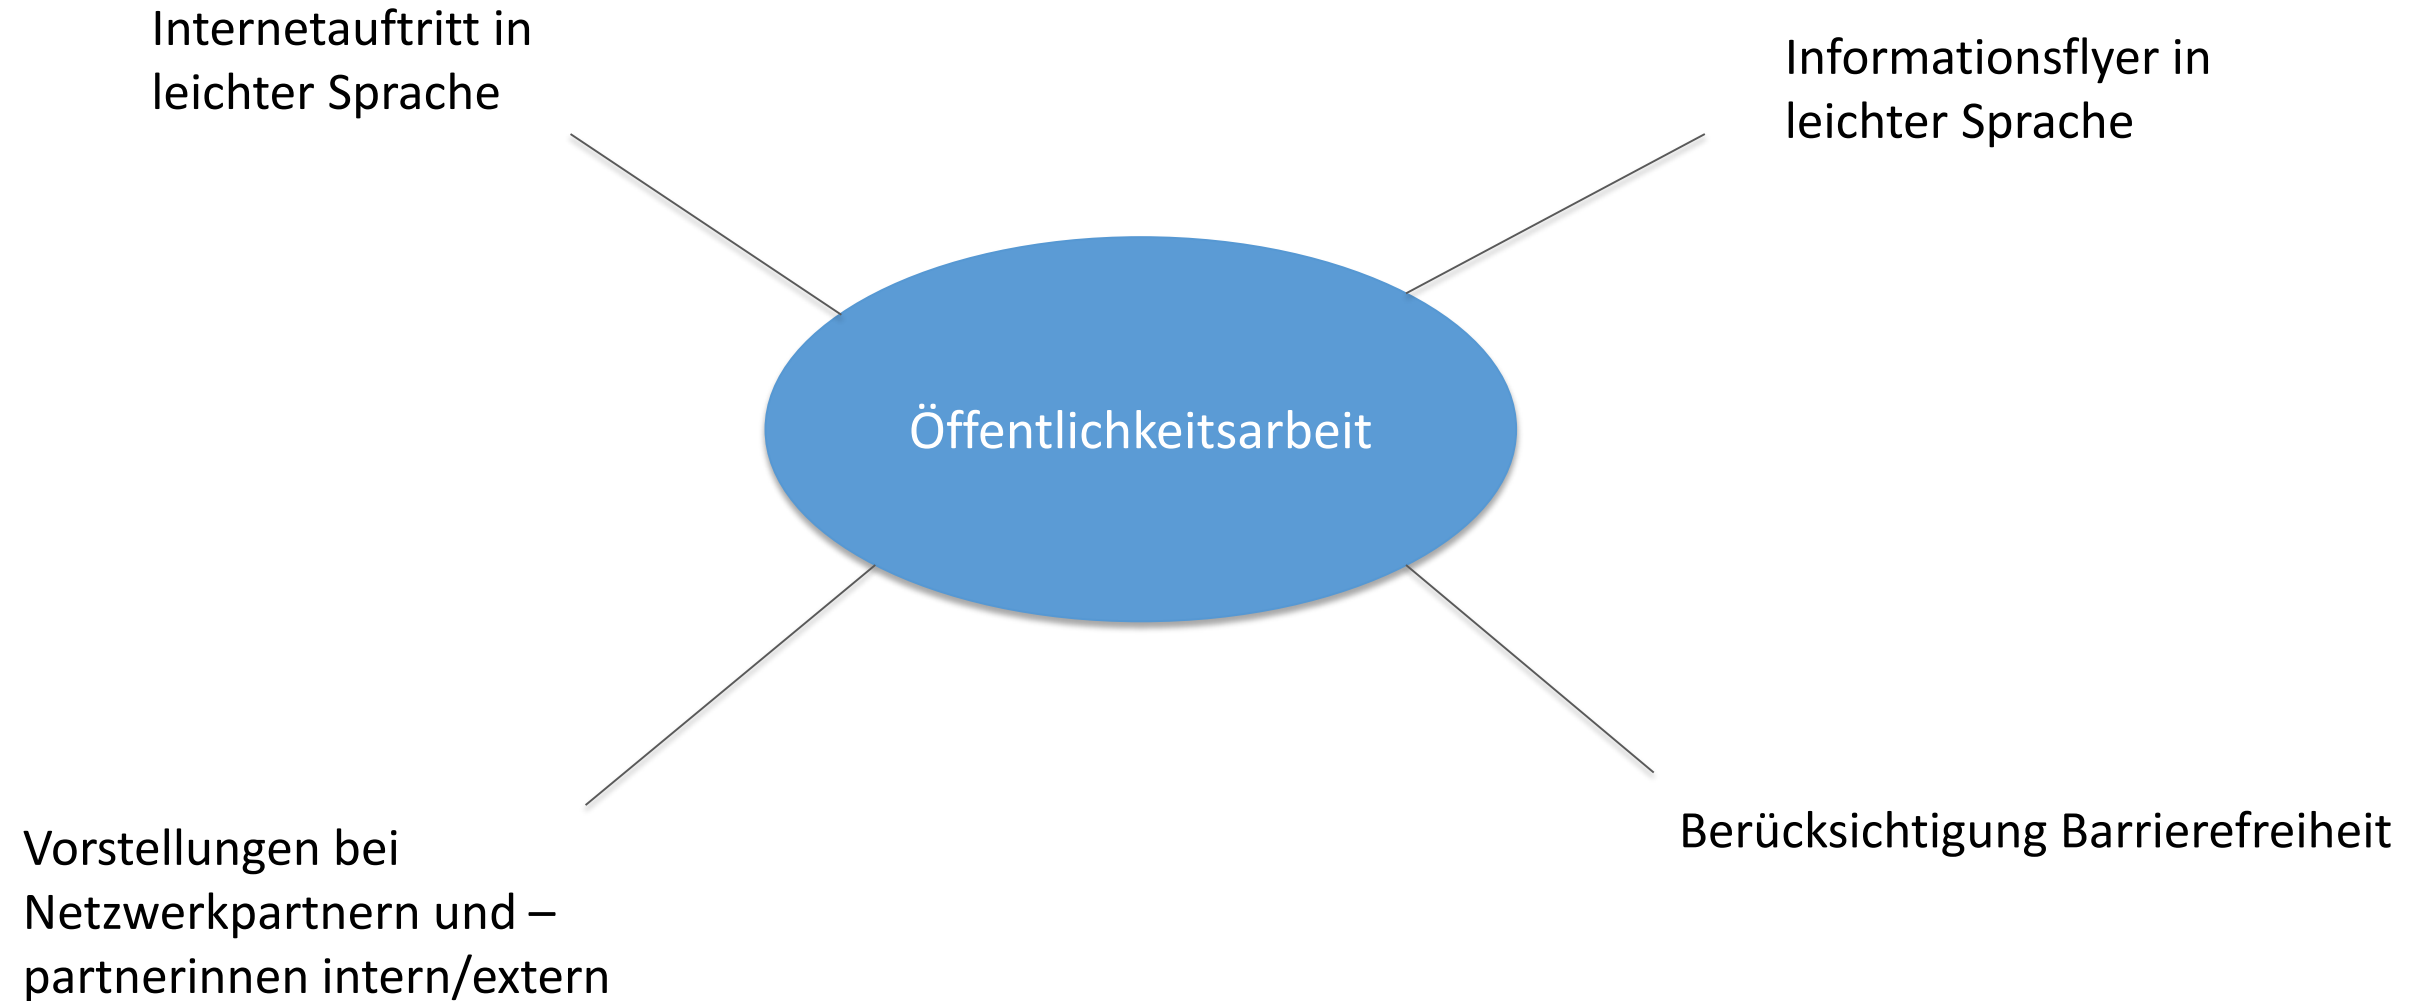 Internetauftritt in
leichter Sprache
Informationsflyer in
leichter Sprache
Öffentlichkeitsarbeit
Vorstellungen bei
Netzwerkpartnern und –
partnerinnen intern/extern
Berücksichtigung Barrierefreiheit